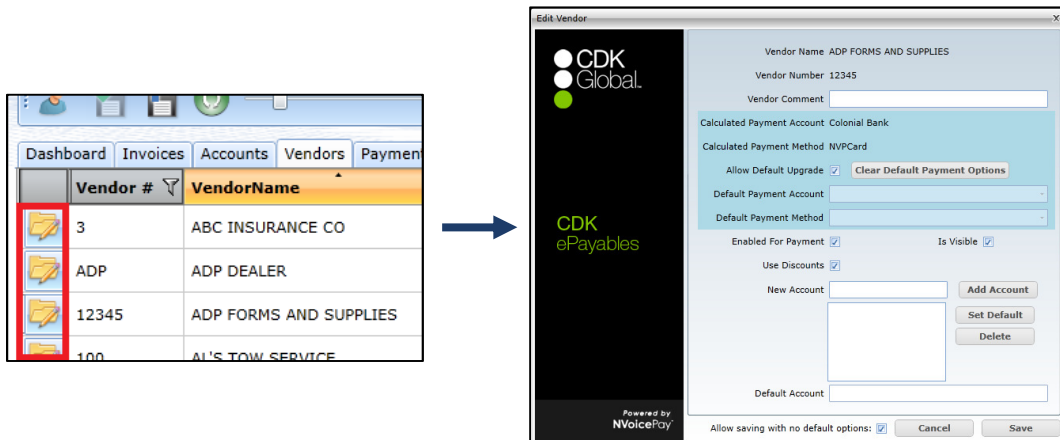 Dashboard Invoices Accounts Vendors Paymen
Vendor # VendorName
3 ABC INSURANCE CO
ADP ADP DEALER
12345 ADP FORMS AND SUPPLIES
100 AL'S TOW SERVICE
Edit Vendor X
CDK
Global
Vendor Name ADP FORMS AND SUPPLIES
Vendor Number 12345
Vendor Comment
Calculated Payment Account Colonial Bank
Calculated Payment Method NVPCard
Allow Default Upgrade Clear Default Payment Options
Default Payment Account
Default Payment Method
CDK
ePayables
Enabled For Payment Is Visible
Use Discounts
New Account Add Account
Set Default
Delete
Default Account
Powered by
NVoicePay
Allow saving with no default options: Cancel Save